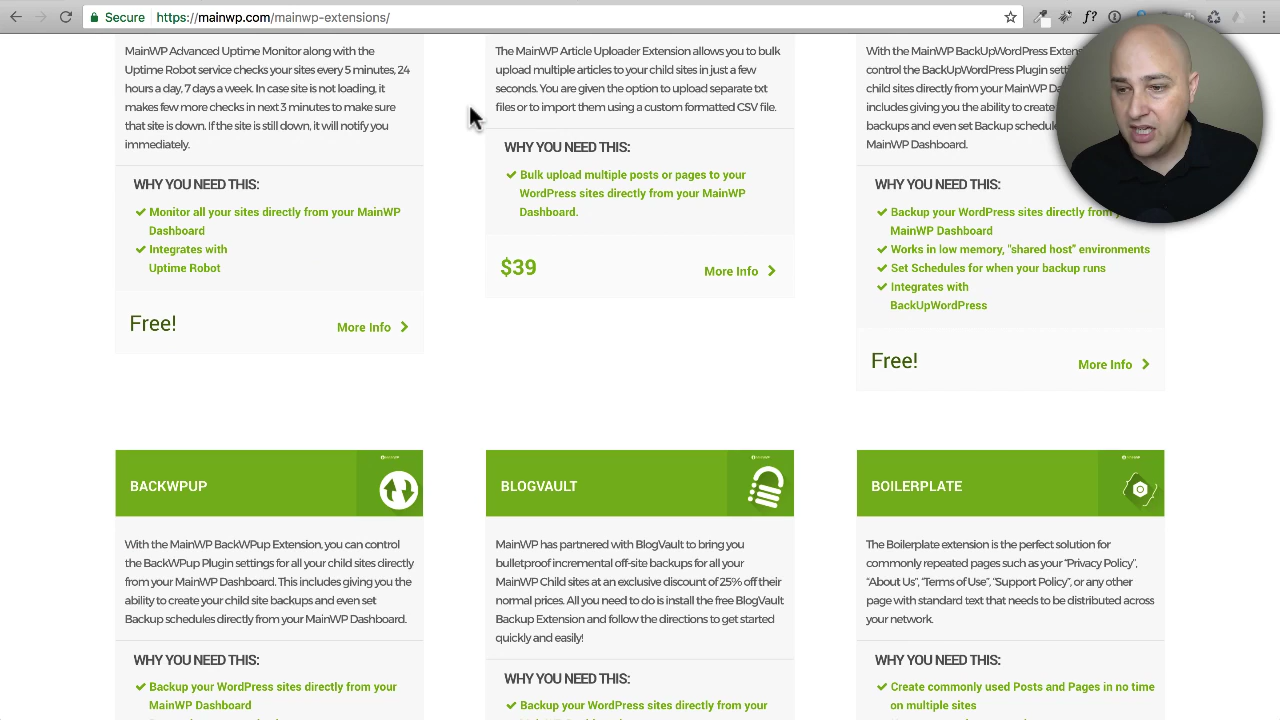 Secure https://mainwp.com/mainwp-extensions/
f?
MainWP Advanced Uptime Monitor along with the
Uptime Robot service checks your sites every 5 minutes, 24
hours a day, 7 days a week. In case site is not loading, it
makes few more checks in next 3 minutes to make sure
that site is down. If the site is still down, it will notify you
immediately.
WHY YOU NEED THIS:
Monitor all your sites directly from your MainWP
Dashboard
Integrates with
Uptime Robot
Free!
More Info
The MainWP Article Uploader Extension allows you to bulk
upload multiple articles to your child sites in just a few
seconds. You are given the option to upload separate txt
files or to import them using a custom formatted CSV file.
WHY YOU NEED THIS:
Bulk upload multiple posts or pages to your
WordPress sites directly from your MainWP
Dashboard.
$39
More Info
With the MainWP BackUpWordPress
control the BackUpWordPress Plugin
child sites directly from your MainWP
includes giving you the ability to create
backups and even set Backup
MainWP Dashboard.
WHY YOU NEED THIS:
Backup your WordPress sites directly
MainWP Dashboard
Works in low memory, "shared host" environments
Set Schedules for when your backup runs
Integrates with
BackUpWordPress
Free!
More Info
BACKWPUP
With the MainWP BackWPup Extension, you can control
the BackWPup Plugin settings for all your child sites directly
from your MainWP Dashboard. This includes giving you the
ability to create your child site backups and even set
Backup schedules directly from your MainWP Dashboard.
WHY YOU NEED THIS:
Backup your WordPress sites directly from your
MainWP Dashboard
BLOGVAULT
MainWP has partnered with BlogVault to bring you
bulletproof incremental off-site backups for all your
MainWP Child sites at an exclusive discount of 25% off their
normal prices. All you need to do is install the free BlogVault
Backup Extension and follow the directions to get started
quickly and easily!
WHY YOU NEED THIS:
Backup your WordPress sites directly from your
BOILERPLATE
The Boilerplate extension is the perfect solution for
commonly repeated pages such as your "Privacy Policy",
"About Us", "Terms of Use", "Support Policy", or any other
page with standard text that needs to be distributed across
your network.
WHY YOU NEED THIS:
Create commonly used Posts and Pages in no time
on multiple sites